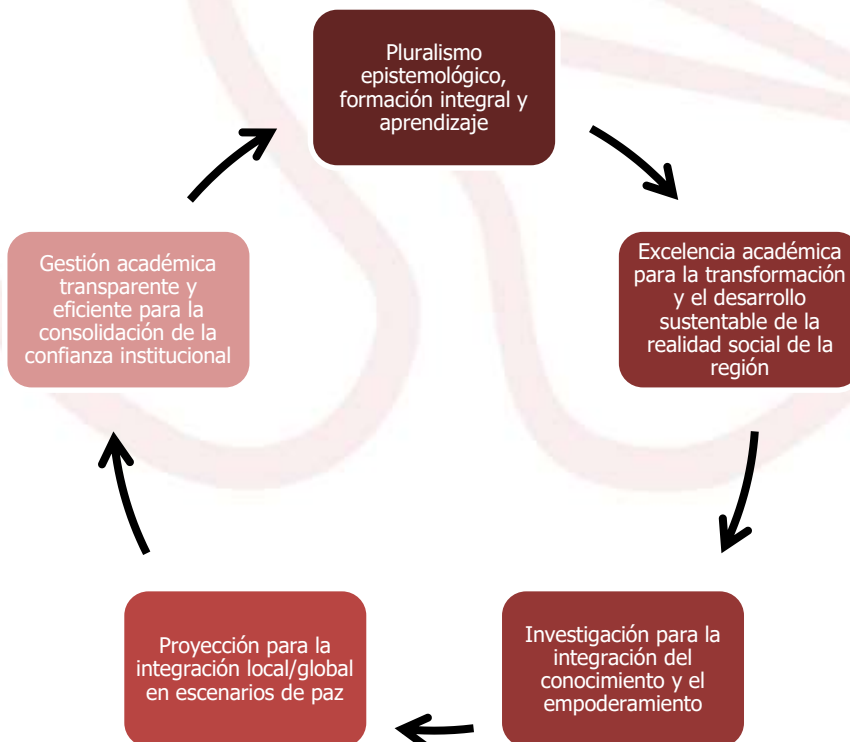 Pluralismo
epistemológico,
formación integral y
aprendizaje
Excelencia académica
para la transformación
y el desarrollo
sustentable de la
realidad social de la
región
Investigación para la
integración del
conocimiento y el
empoderamiento
Proyección para la
integración local/global
en escenarios de paz
Gestión académica
transparente y
eficiente para la
consolidación de la
confianza institucional